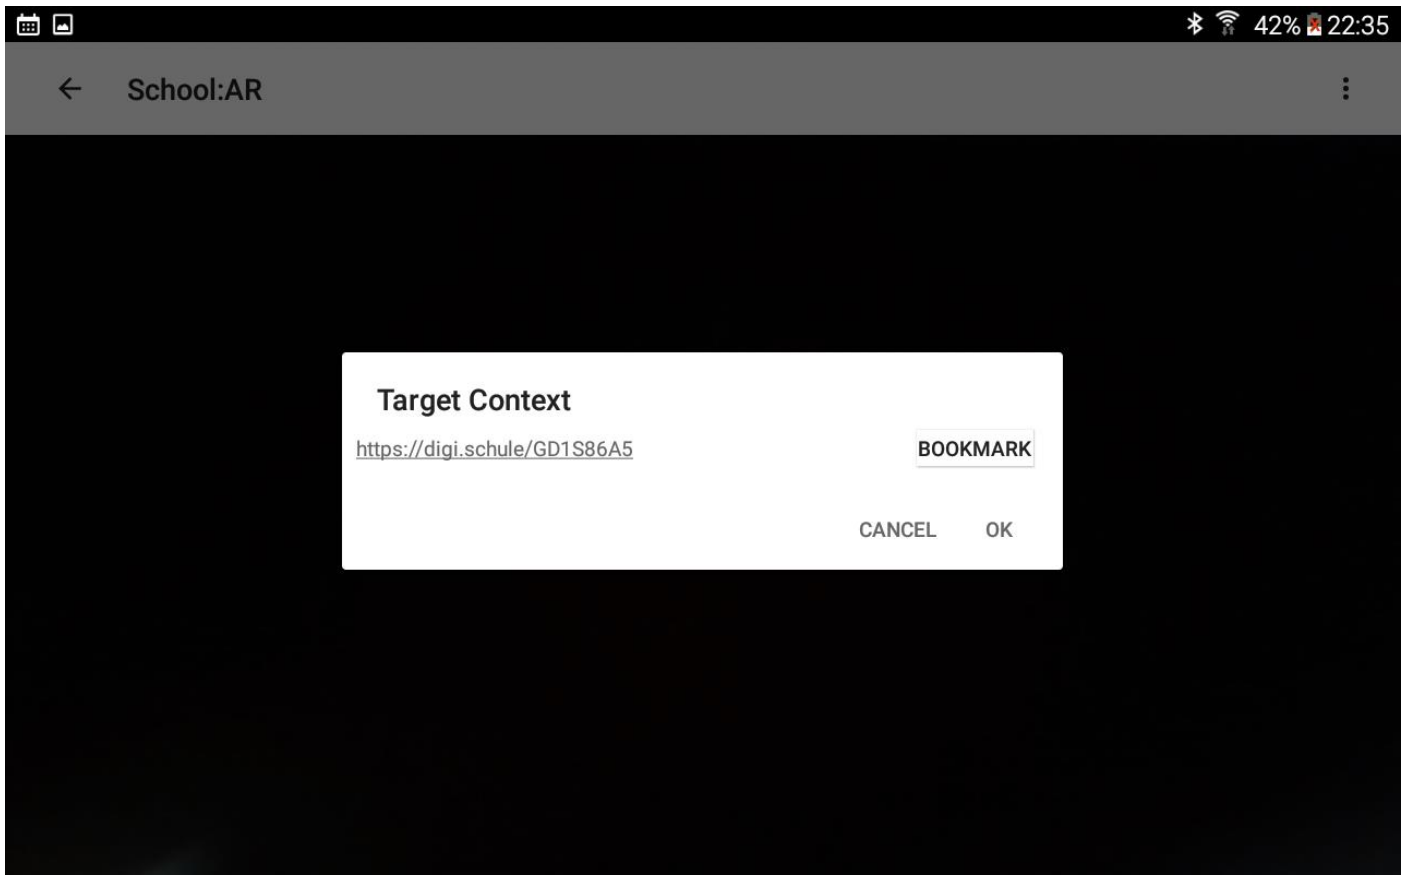 42% 22:35
School:AR
Target Context
https://digi.schule/GD1S86A5 BOOKMARK
CANCEL OK